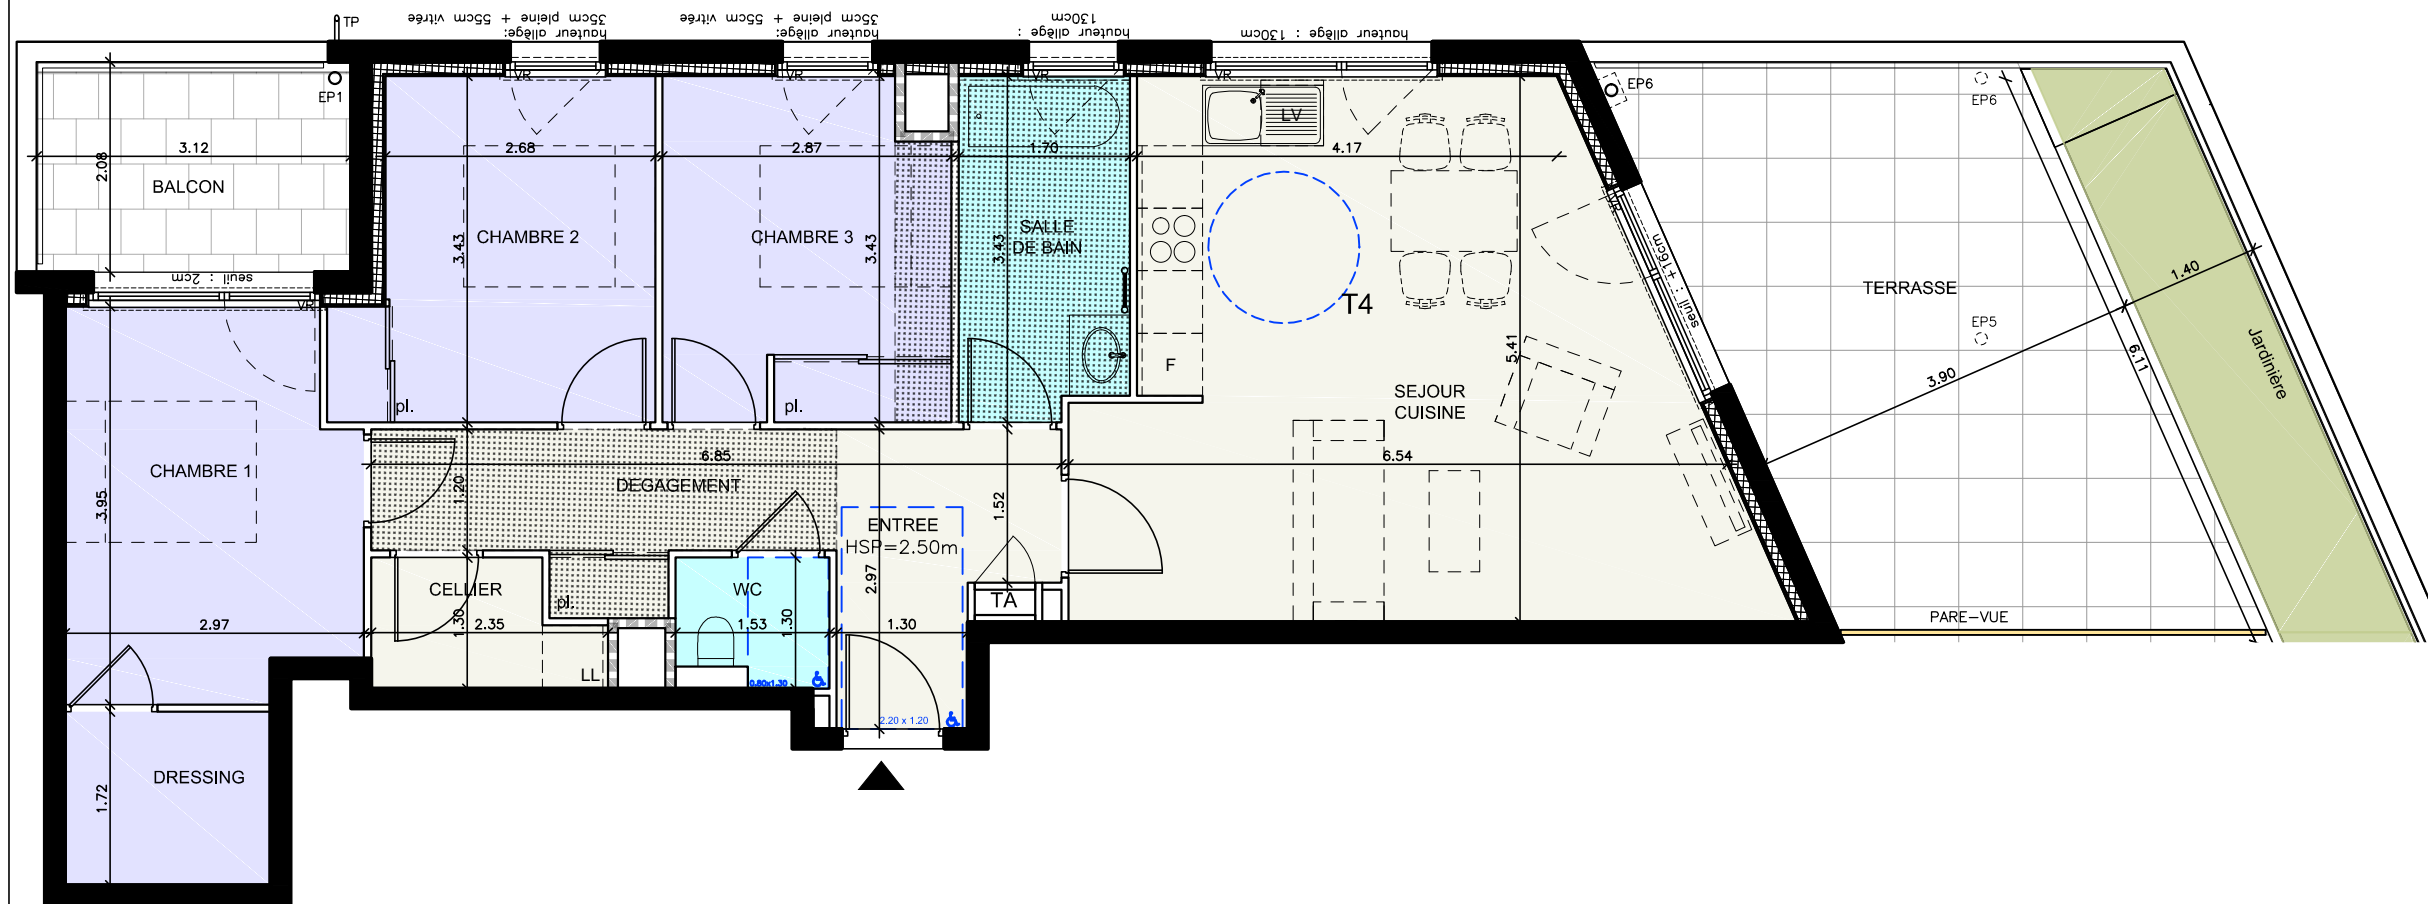 TP
hauteur allège:
35cm pleine + 55cm vitrée
hauteur allège:
35cm pleine + 55cm vitrée
hauteur allège :
130cm
hauteur allège : 130cm
VR
VR
VR
VR
EP1
EP6
EP6
LV
3.12
2.08
BALCON
2.68
2.87
1.70
4.17
CHAMBRE 2
3.43
CHAMBRE 3
3.43
SALLE
DE BAIN
3.43
VR
seuil : 2cm
VR
T4
seuil : +16cm
TERRASSE
1.40
EP5
6.11
Jardinière
3.90
5.41
F
SEJOUR
CUISINE
pl.
pl.
CHAMBRE 1
3.95
6.85
6.54
1.20
DEGAGEMENT
1.52
ENTREE
HSP=2.50m
2.97
CELLIER
1.30
pl.
WC
1.30
TA
PARE-VUE
2.97
2.35
1.53
1.30
LL
0.80x1.30
2.20 x 1.20
DRESSING
1.72